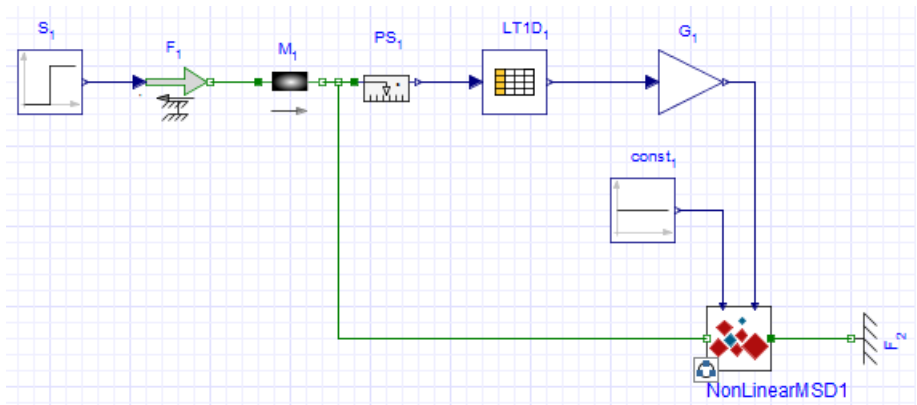 S₁
F₁
M₁
PS₁
LT1D₁
G₁
const₁
F₂
NonLinearMSD1